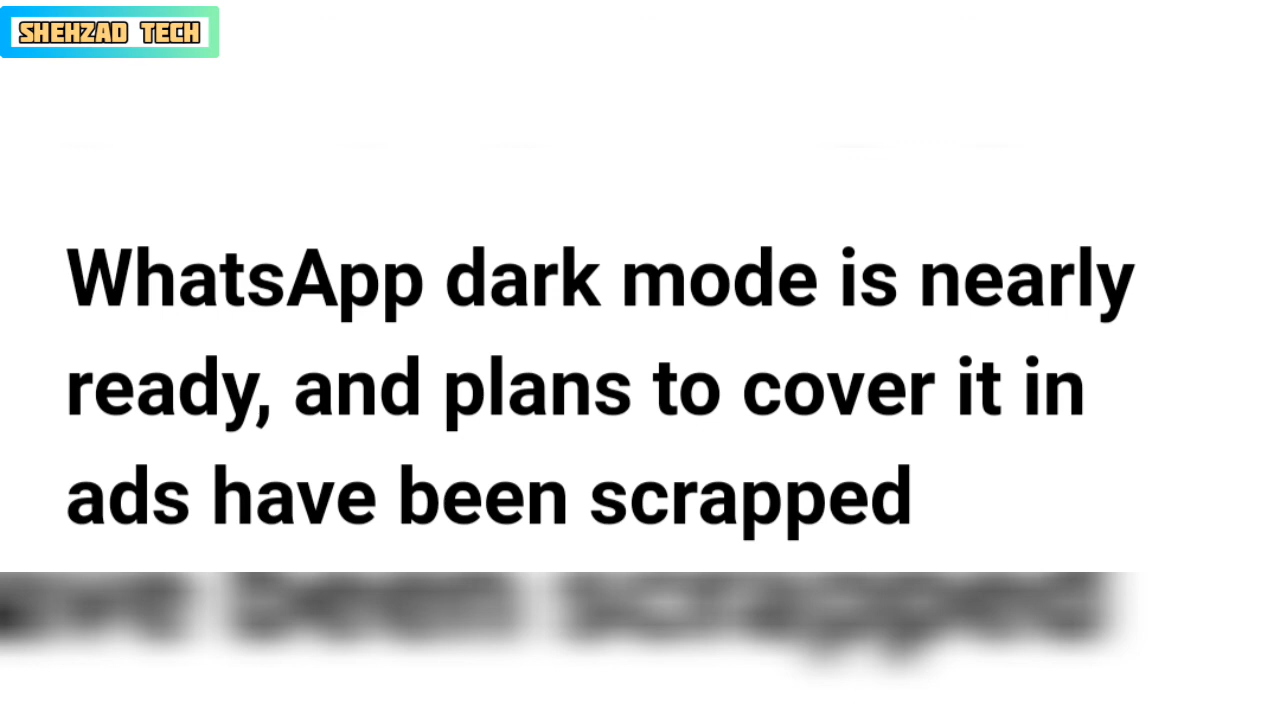 SHEHZAD TECH
WhatsApp dark mode is nearly
ready, and plans to cover it in
ads have been scrapped